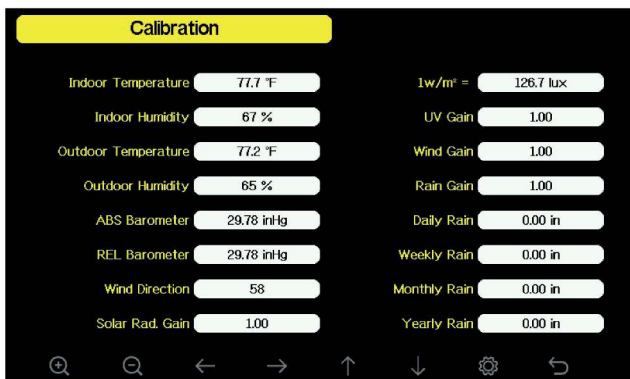 Calibration
Indoor Temperature 77.7 °F
Indoor Humidity 67 %
Outdoor Temperature 77.2 °F
Outdoor Humidity 65 %
ABS Barometer 29.78 inHg
REL Barometer 29.78 inHg
Wind Direction 58
Solar Rad. Gain 1.00
1w/m² = 126.7 lux
UV Gain 1.00
Wind Gain 1.00
Rain Gain 1.00
Daily Rain 0.00 in
Weekly Rain 0.00 in
Monthly Rain 0.00 in
Yearly Rain 0.00 in